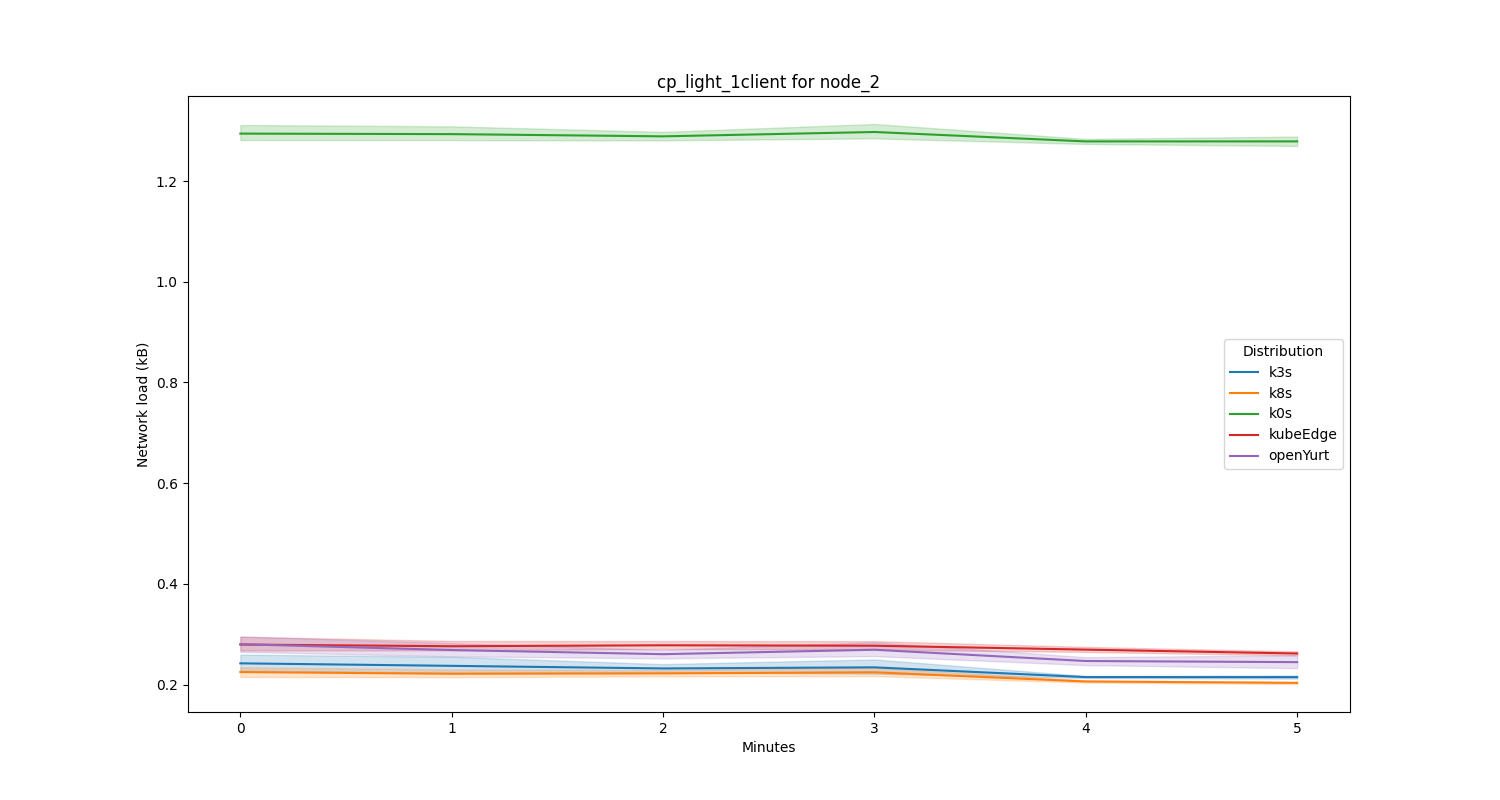 cp_light_1client for node_2
Network load (kB)
1.2
1.0
0.8
0.6
0.4
0.2
Distribution
k3s
k8s
k0s
kubeEdge
openYurt
0 1 2 3 4 5
Minutes